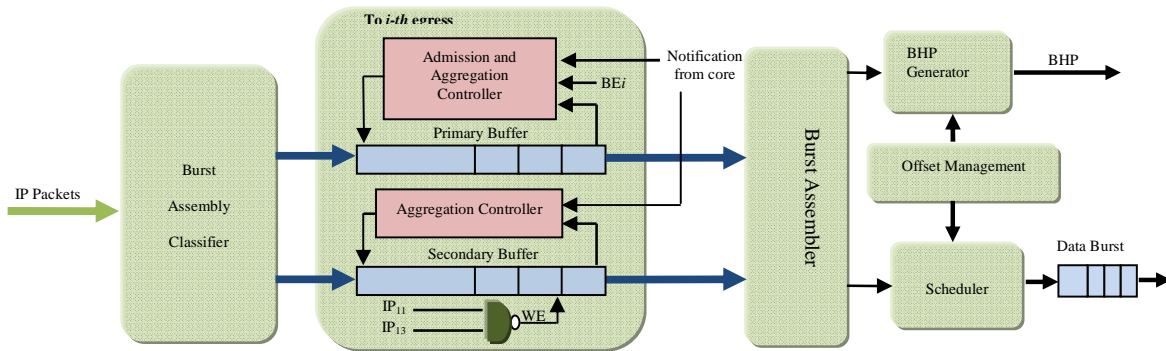 To i-th egress
Admission and
Aggregation
Controller
Notification
from core
BEi
Primary Buffer
BHP
Generator
BHP
IP Packets
Burst
Assembly
Classifier
Aggregation Controller
Secondary Buffer
IP11
IP13
WE
Burst Assembler
Offset Management
Scheduler
Data Burst